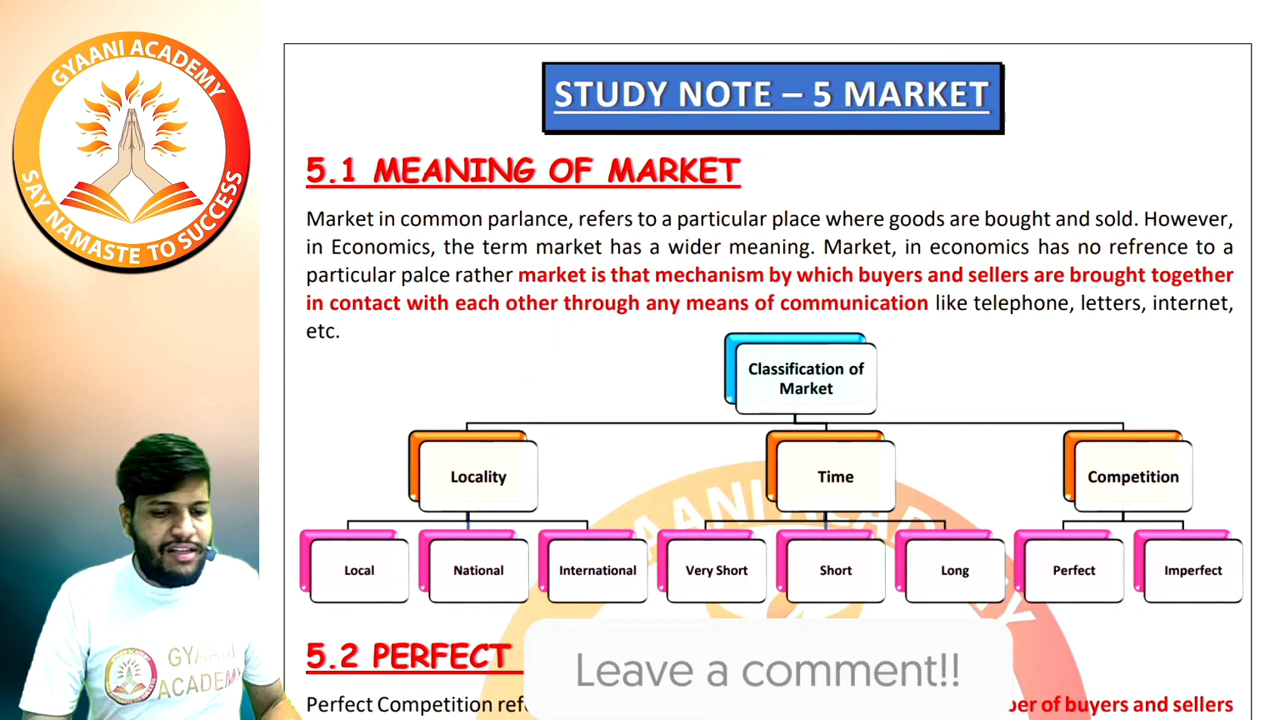 GYAANI ACADEMY
SAY NAMASTE TO SUCCESS
STUDY NOTE – 5 MARKET
5.1 MEANING OF MARKET
Market in common parlance, refers to a particular place where goods are bought and sold. However,
in Economics, the term market has a wider meaning. Market, in economics has no refrence to a
particular palce rather market is that mechanism by which buyers and sellers are brought together
in contact with each other through any means of communication like telephone, letters, internet,
etc.
Classification of
Market
Locality
Time
Competition
Local
National
International
Very Short
Short
Long
Perfect
Imperfect
5.2 PERFECT
Leave a comment!!
Perfect Competition of buyers and sellers
GYAANI
ACADEMY